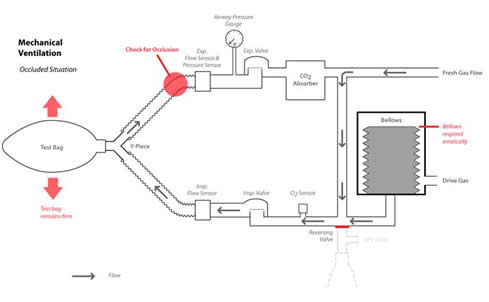 Mechanical
Ventilation
Occluded Situation
Airway Pressure
Gauge
Check for Occlusion
Exp.
Flow Sensor &
Pressure Sensor
Exp. Valve
CO2
Absorber
Fresh Gas Flow
Bellows
Bellows
respond
erratically
Test Bag
Y-Piece
Drive Gas
Test bag
remains firm
Insp.
Flow Sensor
Insp. Valve
O2 Sensor
Reversing
Valve
Flow